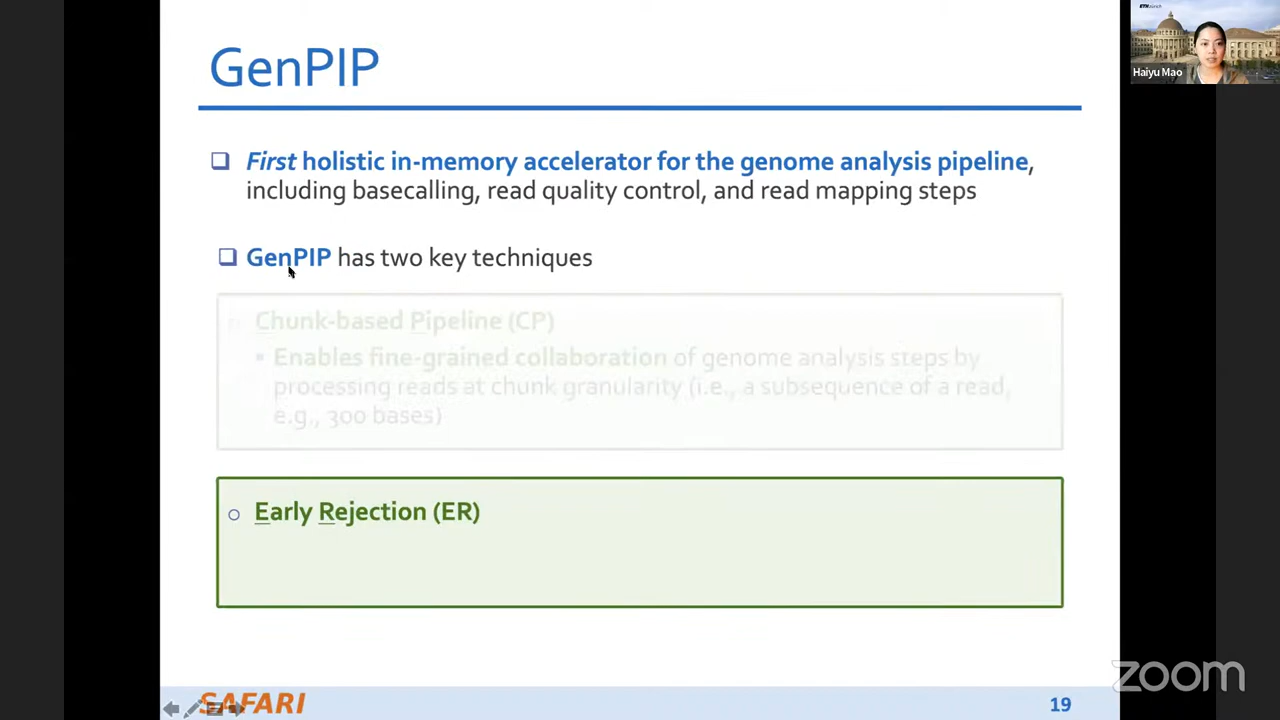 GenPIP
ETH zürich
Haiyu Mao
❑ First holistic in-memory accelerator for the genome analysis pipeline,
including basecalling, read quality control, and read mapping steps
❑ GenPIP has two key techniques
Chunk-based Pipeline (CP)
▪ Enables fine-grained collaboration of genome analysis steps by
processing reads at chunk granularity (i.e., a subsequence of a read,
e.g., 300 bases)
○ Early Rejection (ER)
zoom
SAFARI
19